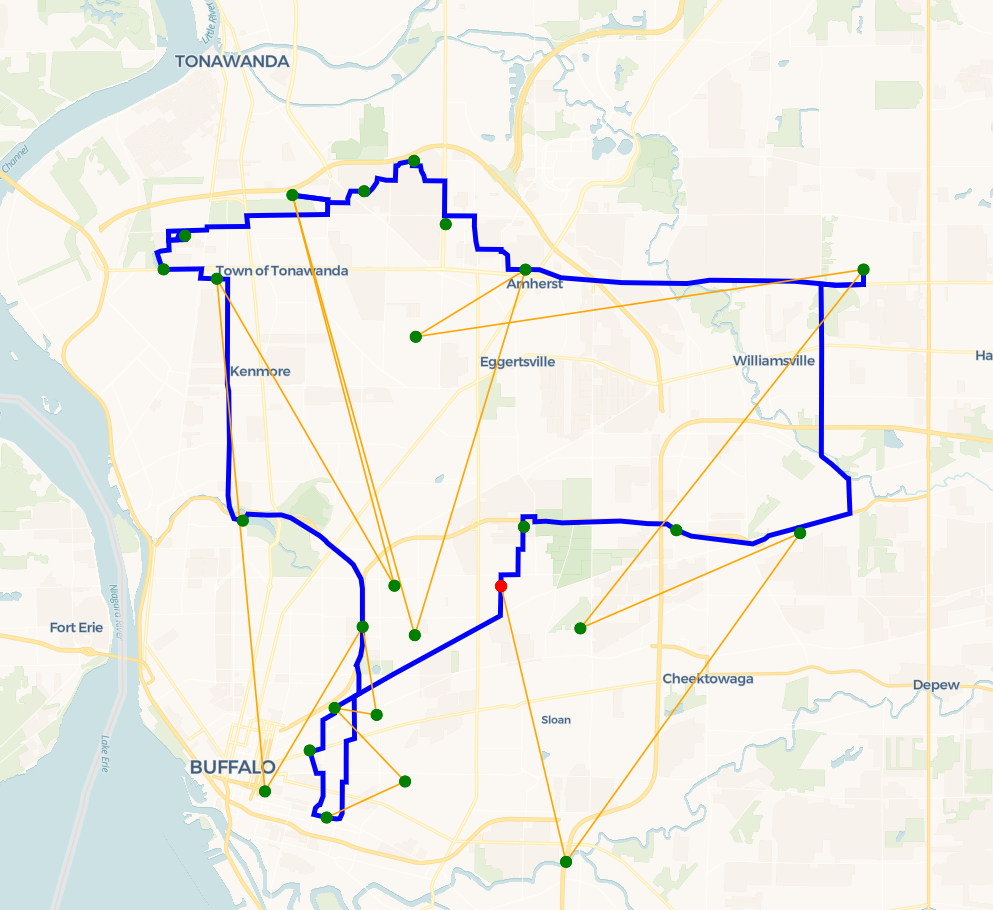 Little River
TONAWANDA
Channel
Town of Tonawanda
Amherst
Eggertsville
Williamsville
Ha
Kenmore
Niagara River
Fort Erie
Cheektowaga
Depew
Sloan
Lake Erie
BUFFALO